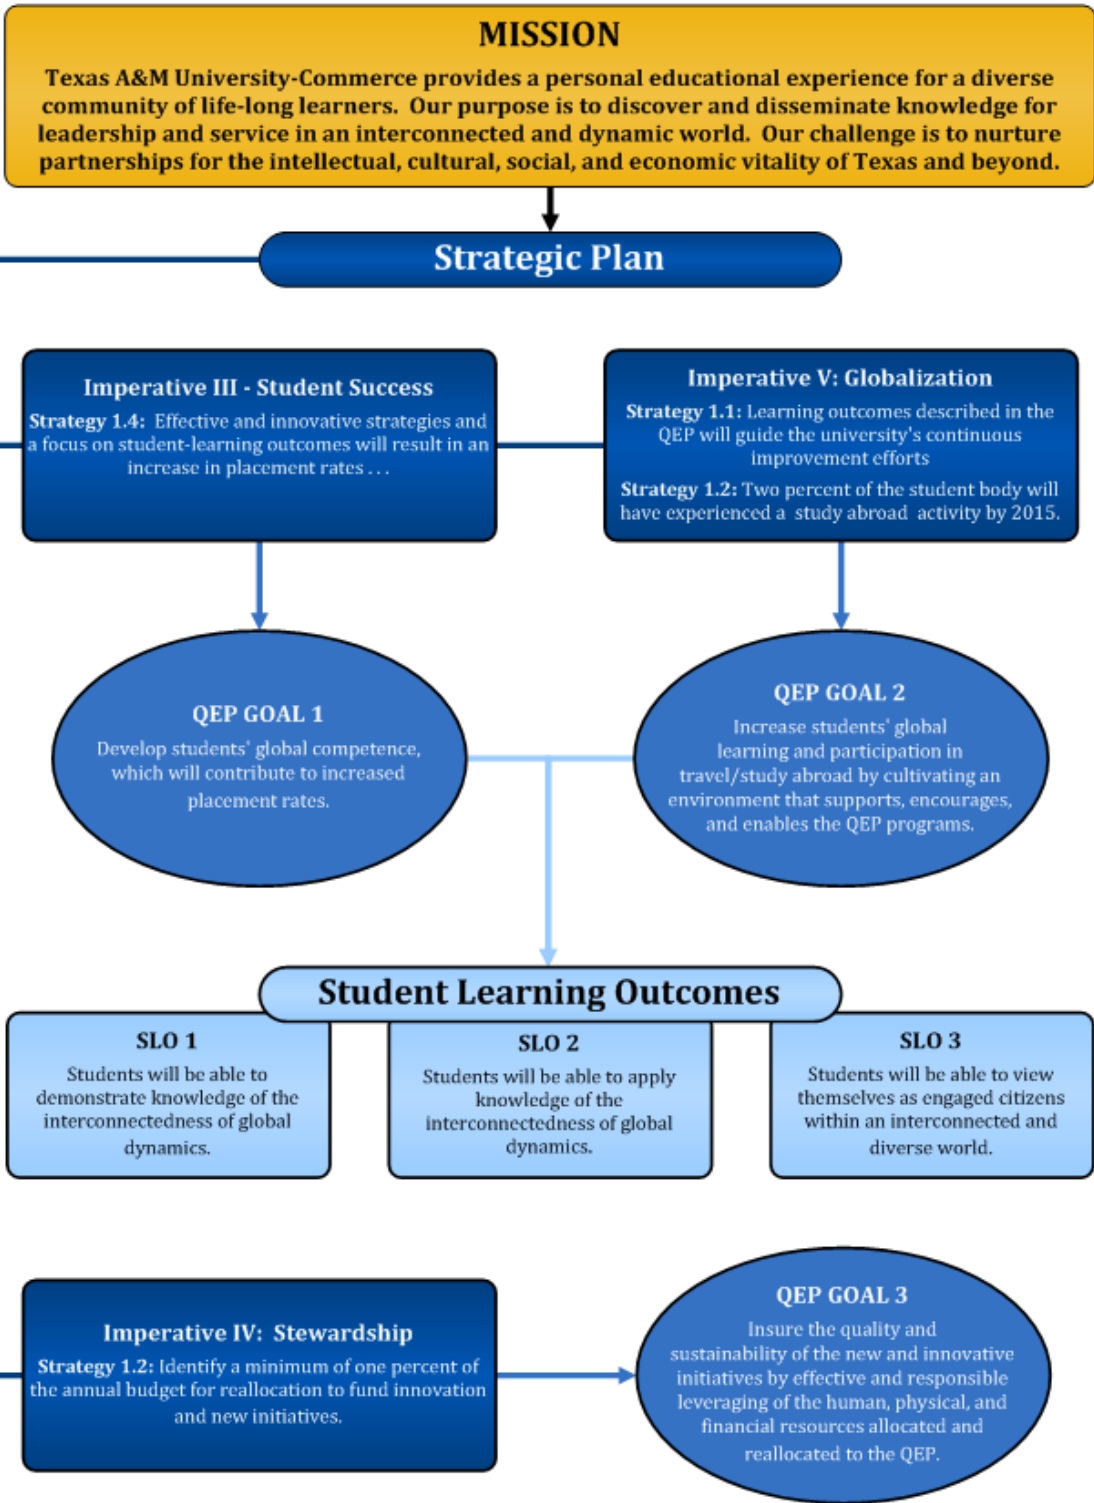 MISSION
Texas A&M University-Commerce provides a personal educational experience for a diverse
community of life-long learners. Our purpose is to discover and disseminate knowledge for
leadership and service in an interconnected and dynamic world. Our challenge is to nurture
partnerships for the intellectual, cultural, social, and economic vitality of Texas and beyond.
Strategic Plan
Imperative III - Student Success
Strategy 1.4: Effective and innovative strategies and
a focus on student-learning outcomes will result in an
increase in placement rates . . .
Imperative V: Globalization
Strategy 1.1: Learning outcomes described in the
QEP will guide the university's continuous
improvement efforts
Strategy 1.2: Two percent of the student body will
have experienced a study abroad activity by 2015.
QEP GOAL 1
Develop students' global competence,
which will contribute to increased
placement rates.
QEP GOAL 2
Increase students' global
learning and participation in
travel/study abroad by cultivating an
environment that supports, encourages,
and enables the QEP programs.
Student Learning Outcomes
SLO 1
Students will be able to
demonstrate knowledge of the
interconnectedness of global
dynamics.
SLO 2
Students will be able to apply
knowledge of the
interconnectedness of global
dynamics.
SLO 3
Students will be able to view
themselves as engaged citizens
within an interconnected and
diverse world.
Imperative IV: Stewardship
Strategy 1.2: Identify a minimum of one percent of
the annual budget for reallocation to fund innovation
and new initiatives.
QEP GOAL 3
Insure the quality and
sustainability of the new and innovative
initiatives by effective and responsible
leveraging of the human, physical, and
financial resources allocated and
reallocated to the QEP.